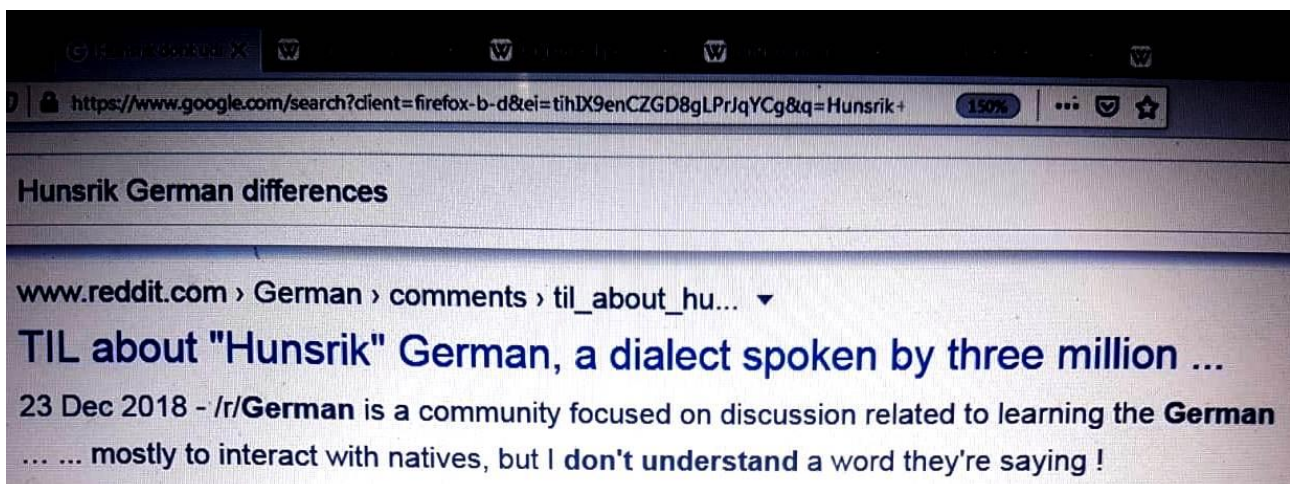 https://www.google.com/search?client=firefox-b-d&ei=tihIX9enCZGD8gLPrJqYCg&q=Hunsrik+ 150%
Hunsrik German differences
www.reddit.com › German › comments › til_about_hu...
TIL about "Hunsrik" German, a dialect spoken by three million ...
23 Dec 2018 - /r/German is a community focused on discussion related to learning the German
... ... mostly to interact with natives, but I don't understand a word they're saying !